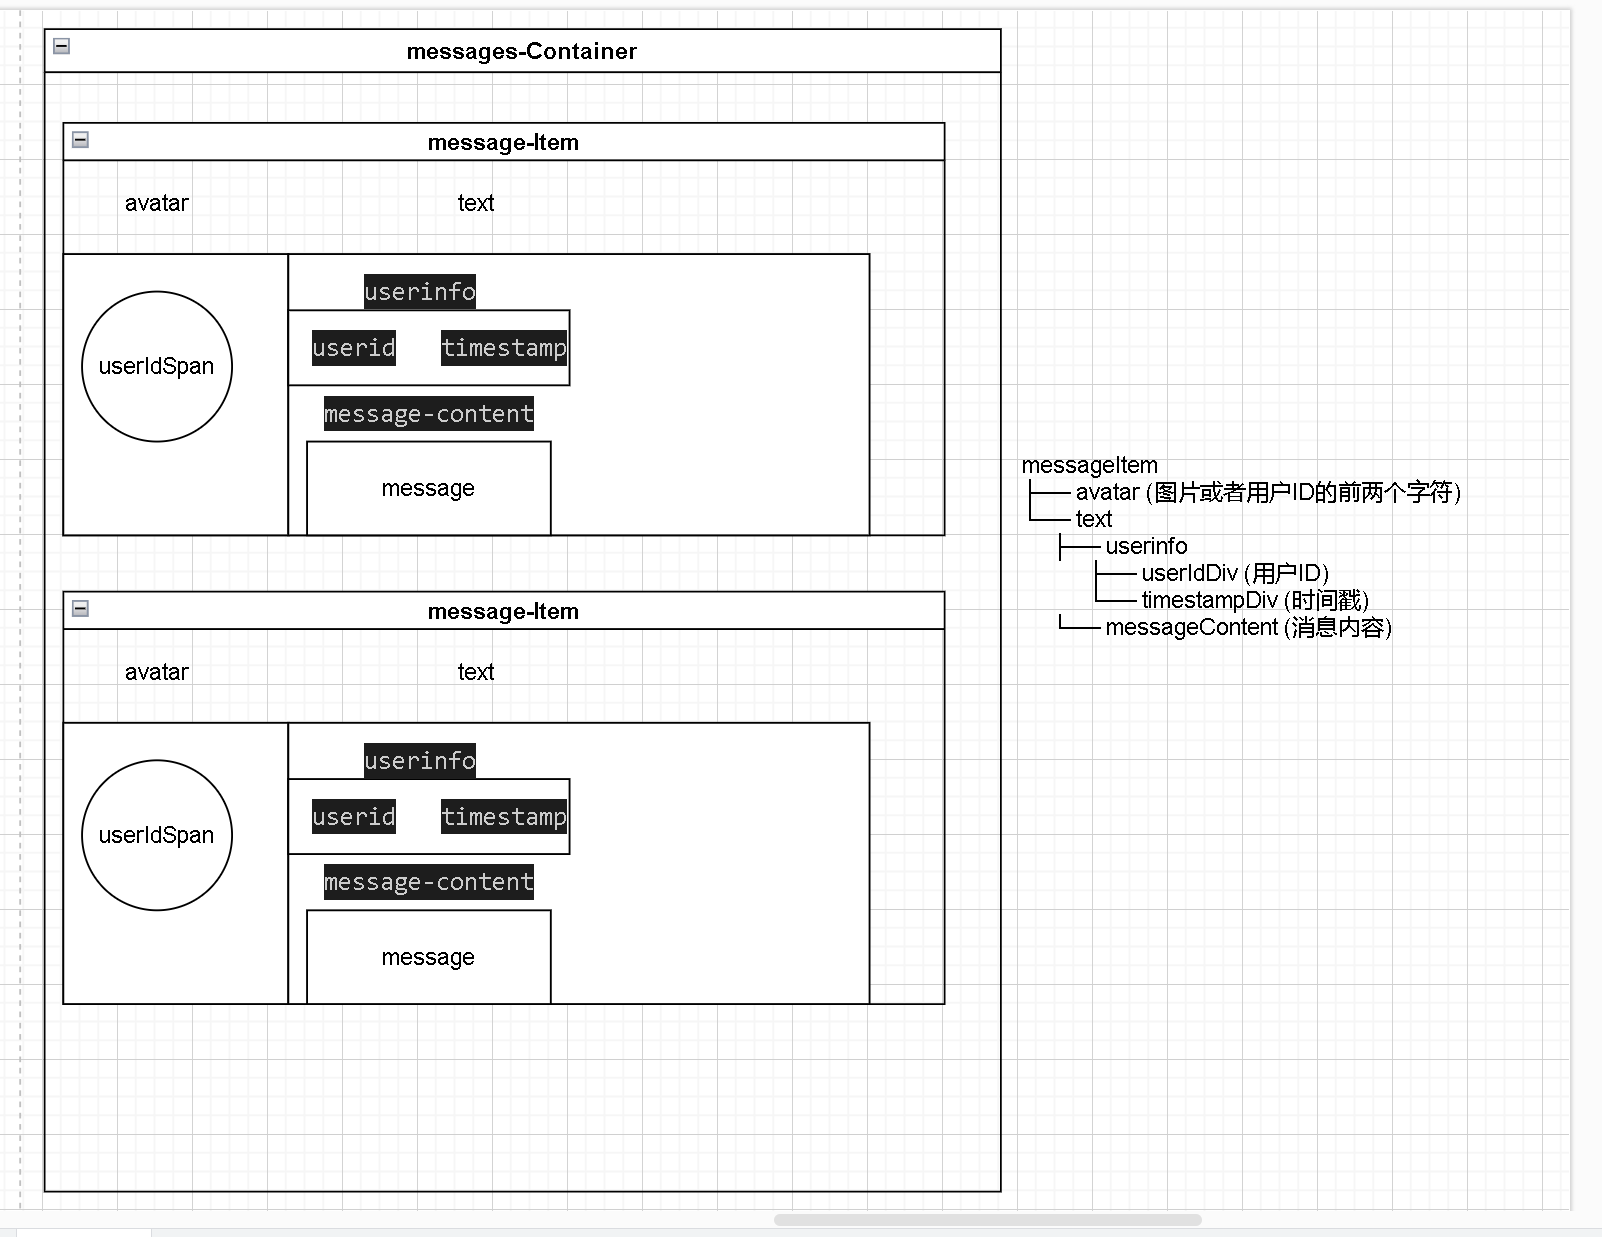 messages-Container
message-Item
avatar
text
userinfo
userIdSpan
userid
timestamp
message-content
message
message-Item
avatar
text
userinfo
userIdSpan
userid
timestamp
message-content
message
messageItem
avatar (图片或者用户ID的前两个字符)
text
userinfo
userIdDiv (用户ID)
timestampDiv (时间戳)
messageContent (消息内容)